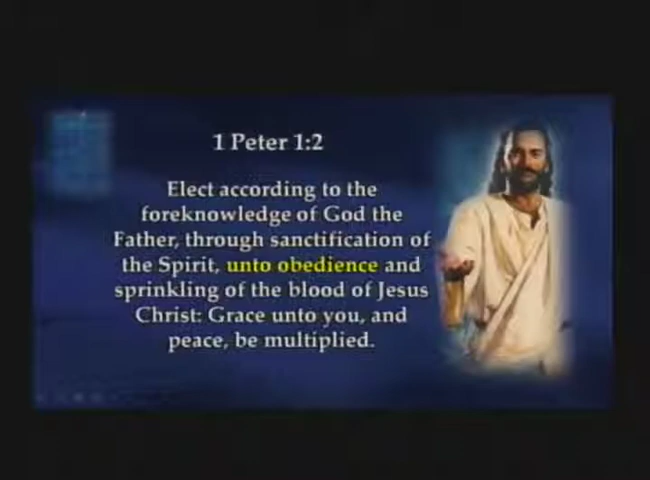 1 Peter 1:2
Elect according to the
foreknowledge of God the
Father, through sanctification of
the Spirit, unto obedience and
sprinkling of the blood of Jesus
Christ: Grace unto you, and
peace, be multiplied.